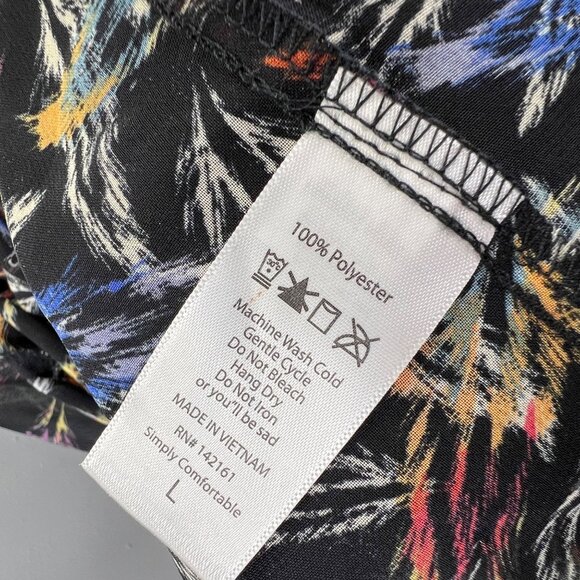 100% Polyester
Machine Wash Cold
Gentle Cycle
Do Not Bleach
Hang Dry
Do Not Iron
or you"ll be sad
MADE IN VIETNAM
RN# 142161
Simply Comfortable
L